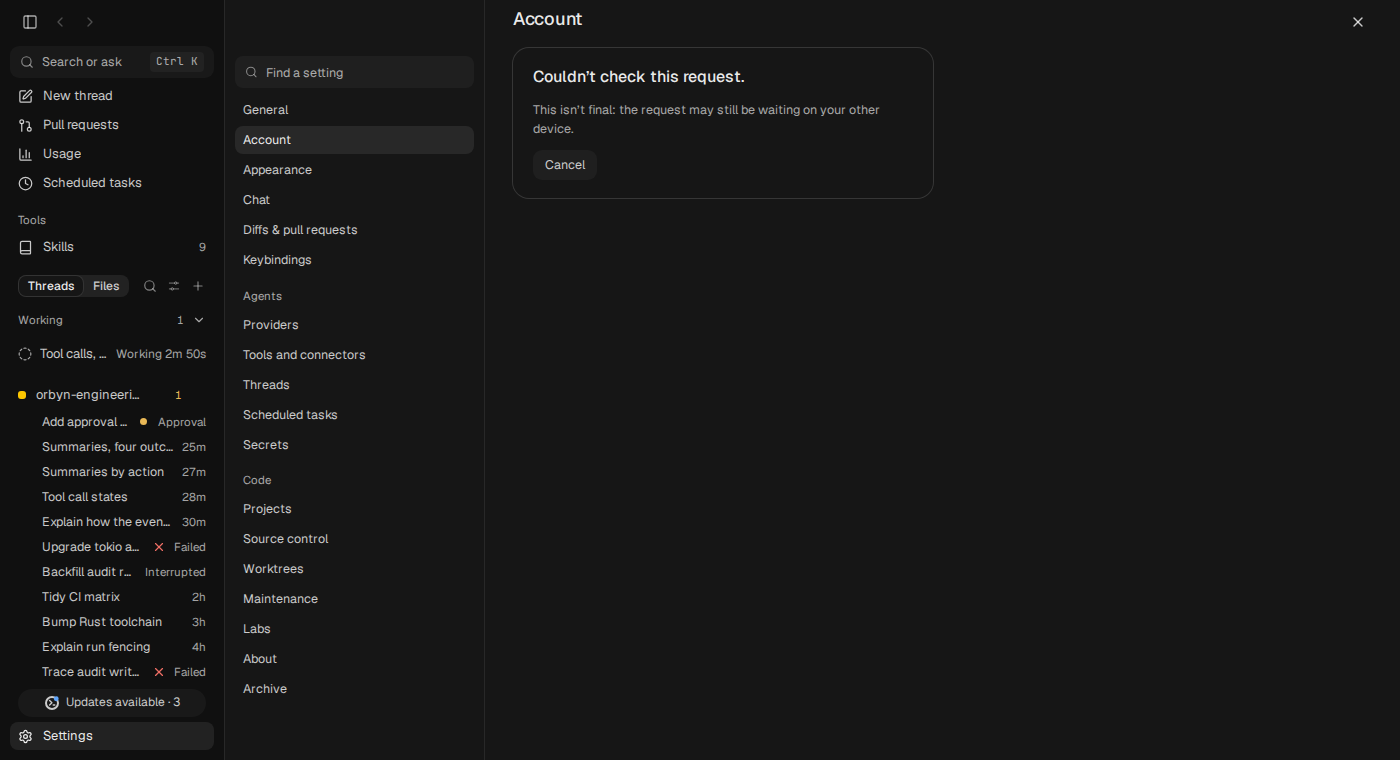 Search or ask
Ctrl K
New thread
Pull requests
Usage
Scheduled tasks
Tools
Skills
9
Threads
Files
Working
1
Tool calls, ...
Working 2m 50s
orbyn-engineeri...
1
Add approval ...
Approval
Summaries, four outc...
25m
Summaries by action
27m
Tool call states
28m
Explain how the even...
30m
Upgrade tokio a...
Failed
Backfill audit r...
Interrupted
Tidy CI matrix
2h
Bump Rust toolchain
3h
Explain run fencing
4h
Trace audit writ...
Failed
Updates available · 3
Settings
Find a setting
General
Account
Appearance
Chat
Diffs & pull requests
Keybindings
Agents
Providers
Tools and connectors
Threads
Scheduled tasks
Secrets
Code
Projects
Source control
Worktrees
Maintenance
Labs
About
Archive
Account
Couldn't check this request.
This isn't final: the request may still be waiting on your other
device.
Cancel